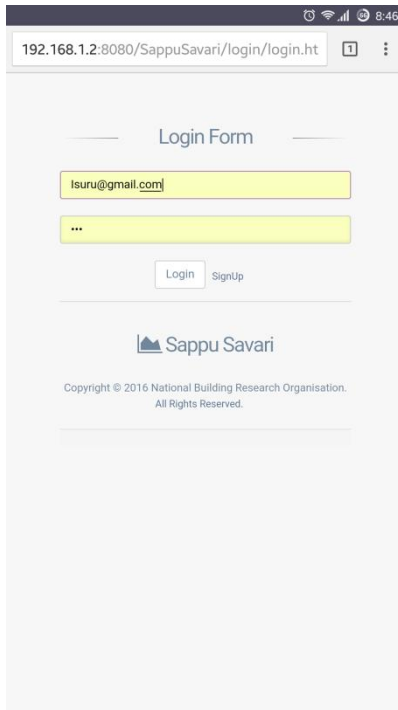 8:46
192.168.1.2:8080/SappuSavari/login/login.ht 1
Login Form
Isuru@gmail.com
•••
Login SignUp
Sappu Savari
Copyright © 2016 National Building Research Organisation.
All Rights Reserved.